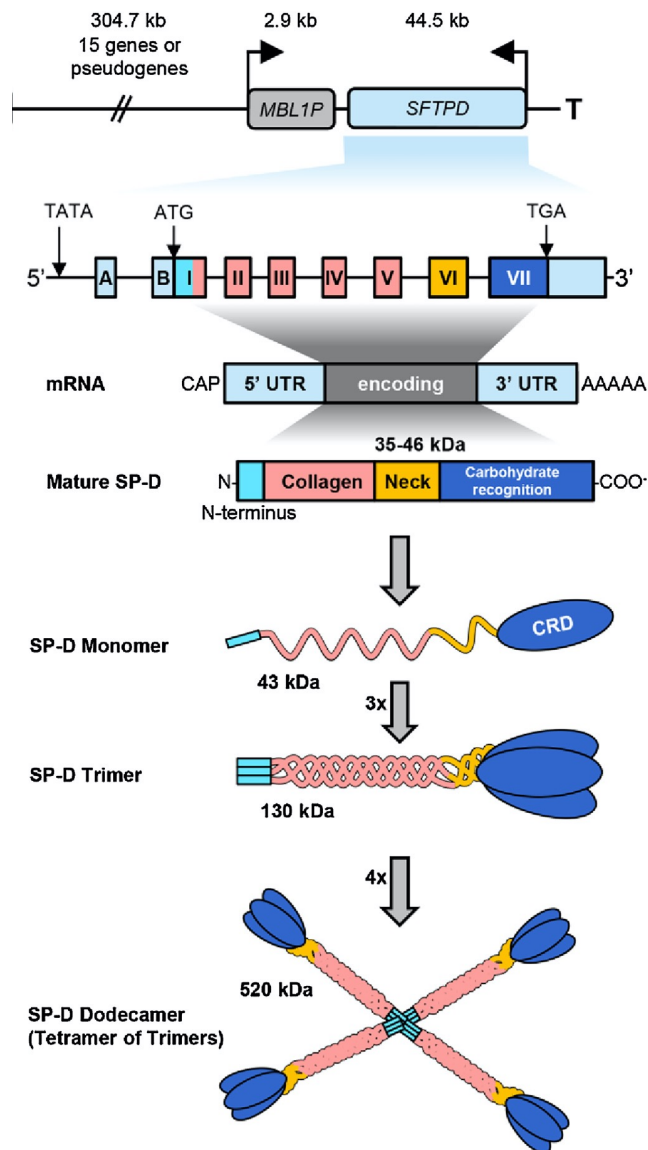 304.7 kb 2.9 kb 44.5 kb
15 genes or
pseudogenes
MBL1P SFTPD T
TATA ATG TGA
5’ A B I II III IV V VI VII 3’
mRNA CAP 5’ UTR encoding 3’ UTR AAAAA
35-46 kDa
Mature SP-D N- Collagen Neck Carbohydrate recognition -COO-
N-terminus
SP-D Monomer CRD
43 kDa
3x
SP-D Trimer
130 kDa
4x
520 kDa
SP-D Dodecamer
(Tetramer of Trimers)